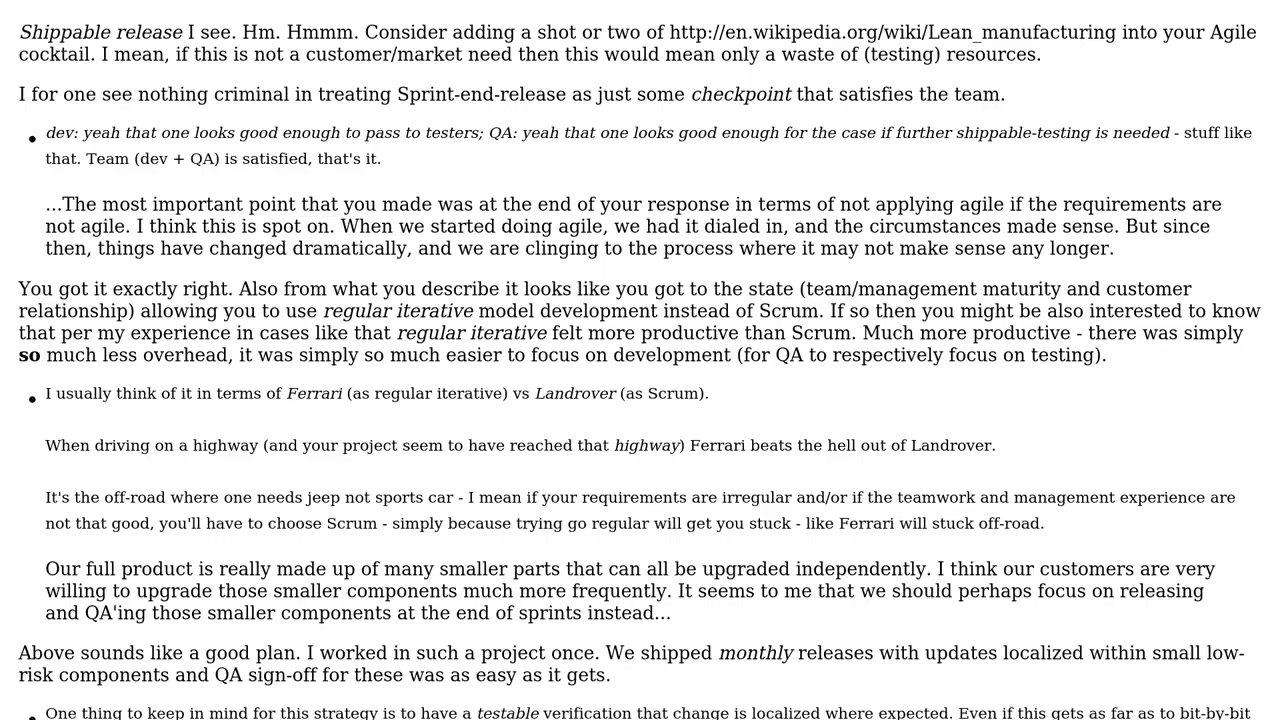 Shippable release I see. Hm. Hmmm. Consider adding a shot or two of http://en.wikipedia.org/wiki/Lean_manufacturing into your Agile
cocktail. I mean, if this is not a customer/market need then this would mean only a waste of (testing) resources.
I for one see nothing criminal in treating Sprint-end-release as just some checkpoint that satisfies the team.
• dev: yeah that one looks good enough to pass to testers; QA: yeah that one looks good enough for the case if further shippable-testing is needed - stuff like
that. Team (dev + QA) is satisfied, that's it.
...The most important point that you made was at the end of your response in terms of not applying agile if the requirements are
not agile. I think this is spot on. When we started doing agile, we had it dialed in, and the circumstances made sense. But since
then, things have changed dramatically, and we are clinging to the process where it may not make sense any longer.
You got it exactly right. Also from what you describe it looks like you got to the state (team/management maturity and customer
relationship) allowing you to use regular iterative model development instead of Scrum. If so then you might be also interested to know
that per my experience in cases like that regular iterative felt more productive than Scrum. Much more productive - there was simply
so much less overhead, it was simply so much easier to focus on development (for QA to respectively focus on testing).
• I usually think of it in terms of Ferrari (as regular iterative) vs Landrover (as Scrum).
When driving on a highway (and your project seem to have reached that highway) Ferrari beats the hell out of Landrover.
It's the off-road where one needs jeep not sports car - I mean if your requirements are irregular and/or if the teamwork and management experience are
not that good, you'll have to choose Scrum - simply because trying go regular will get you stuck - like Ferrari will stuck off-road.
Our full product is really made up of many smaller parts that can all be upgraded independently. I think our customers are very
willing to upgrade those smaller components much more frequently. It seems to me that we should perhaps focus on releasing
and QA'ing those smaller components at the end of sprints instead...
Above sounds like a good plan. I worked in such a project once. We shipped monthly releases with updates localized within small low-
risk components and QA sign-off for these was as easy as it gets.
• One thing to keep in mind for this strategy is to have a testable verification that change is localized where expected. Even if this gets as far as to bit-by-bit